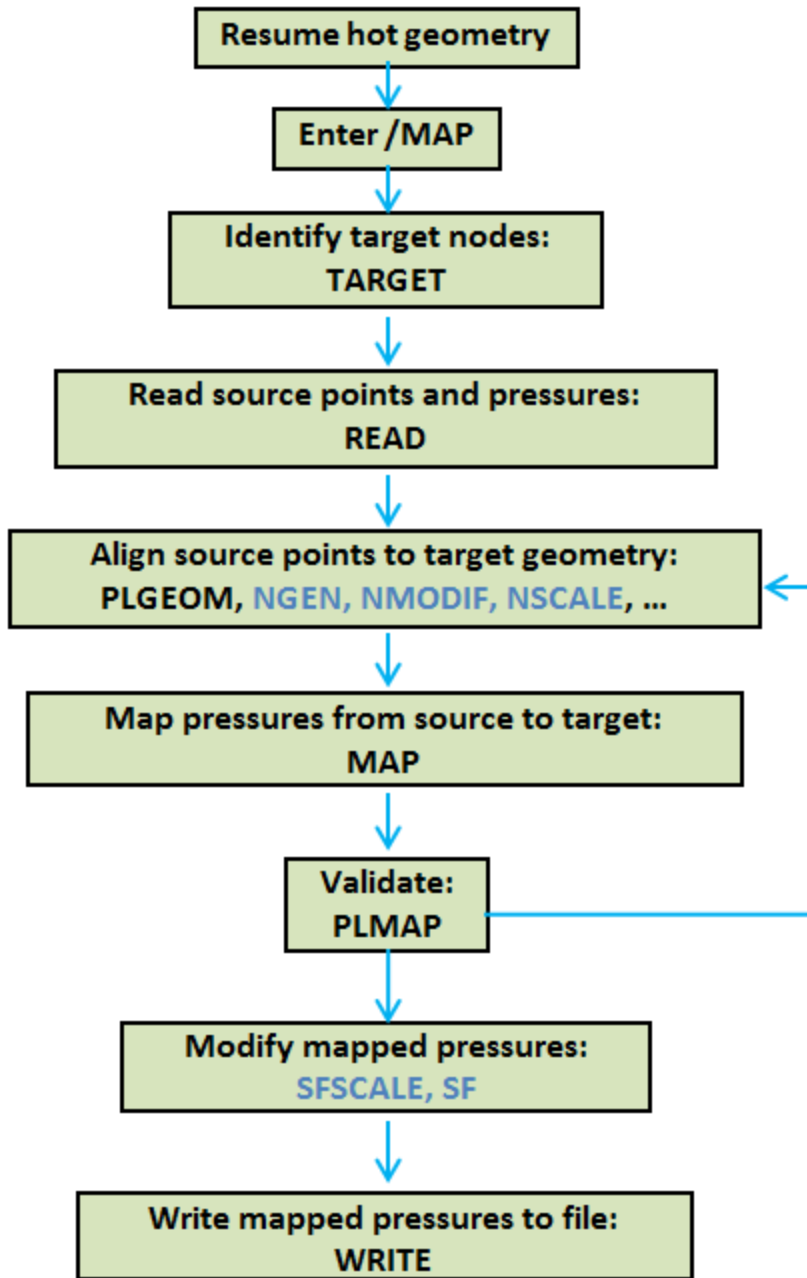 Resume hot geometry
Enter /MAP
Identify target nodes:
TARGET
Read source points and pressures:
READ
Align source points to target geometry:
PLGEOM, NGEN, NMODIF, NSCALE, ...
Map pressures from source to target:
MAP
Validate:
PLMAP
Modify mapped pressures:
SFSCALE, SF
Write mapped pressures to file:
WRITE